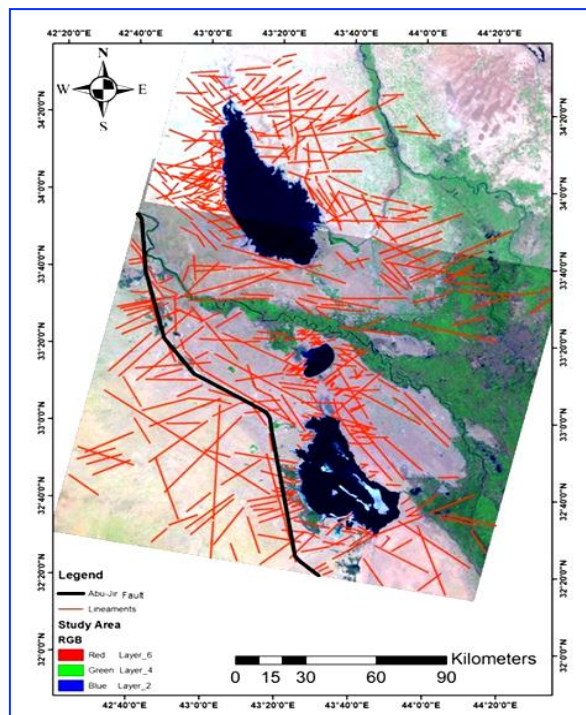 42°20'0"E 42°40'0"E 43°0'0"E 43°20'0"E 43°40'0"E 44°0'0"E 44°20'0"E
N
W E
S
34°20'0"N 34°20'0"N
34°0'0"N 34°0'0"N
33°40'0"N 33°40'0"N
33°20'0"N 33°20'0"N
33°0'0"N 33°0'0"N
32°40'0"N 32°40'0"N
32°20'0"N 32°20'0"N
32°0'0"N 32°0'0"N
Legend
Abu-Jir Fault
Lineaments
Study Area
RGB
Red Layer_6
Green Layer_4
Blue Layer_2
Kilometers
0 15 30 60 90
42°40'0"E 43°0'0"E 43°20'0"E 43°40'0"E 44°0'0"E 44°20'0"E